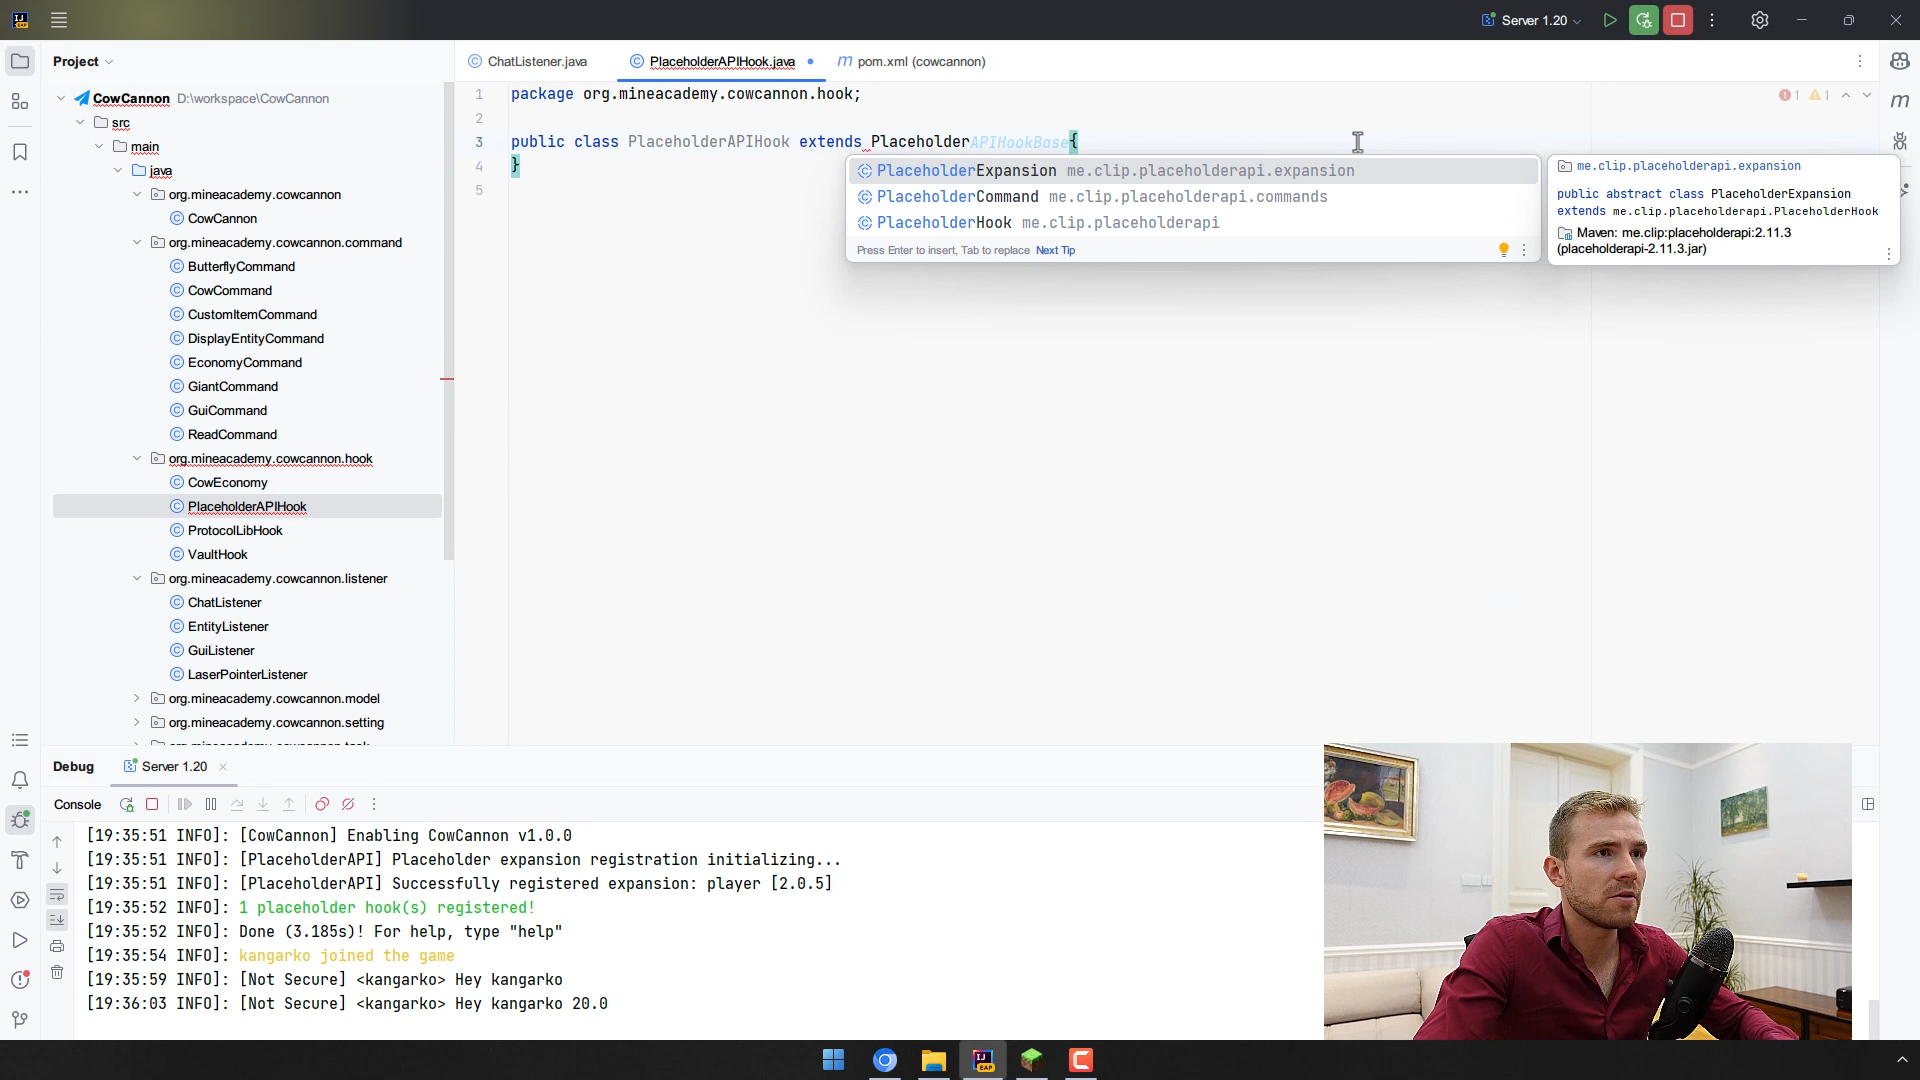 Server 1.20
Project
ChatListener.java
PlaceholderAPIHook.java
m pom.xml (cowcannon)
CowCannon D:\workspace\CowCannon
src
main
java
org.mineacademy.cowcannon
CowCannon
org.mineacademy.cowcannon.command
ButterflyCommand
CowCommand
CustomItemCommand
DisplayEntityCommand
EconomyCommand
GiantCommand
GuiCommand
ReadCommand
org.mineacademy.cowcannon.hook
CowEconomy
PlaceholderAPIHook
ProtocolLibHook
VaultHook
org.mineacademy.cowcannon.listener
ChatListener
EntityListener
GuiListener
LaserPointerListener
org.mineacademy.cowcannon.model
org.mineacademy.cowcannon.setting
1 package org.mineacademy.cowcannon.hook;
2
3 public class PlaceholderAPIHook extends PlaceholderAPIHookBase{
4 }
5
1 1
PlaceholderExpansion me.clip.placeholderapi.expansion
PlaceholderCommand me.clip.placeholderapi.commands
PlaceholderHook me.clip.placeholderapi
Press Enter to insert, Tab to replace Next Tip
me.clip.placeholderapi.expansion
public abstract class PlaceholderExpansion
extends me.clip.placeholderapi.PlaceholderHook
Maven: me.clip:placeholderapi:2.11.3
(placeholderapi-2.11.3.jar)
Debug
Server 1.20
Console
[19:35:51 INFO]: [CowCannon] Enabling CowCannon v1.0.0
[19:35:51 INFO]: [PlaceholderAPI] Placeholder expansion registration initializing...
[19:35:51 INFO]: [PlaceholderAPI] Successfully registered expansion: player [2.0.5]
[19:35:52 INFO]: 1 placeholder hook(s) registered!
[19:35:52 INFO]: Done (3.185s)! For help, type "help"
[19:35:54 INFO]: kangarko joined the game
[19:35:59 INFO]: [Not Secure] <kangarko> Hey kangarko
[19:36:03 INFO]: [Not Secure] <kangarko> Hey kangarko 20.0